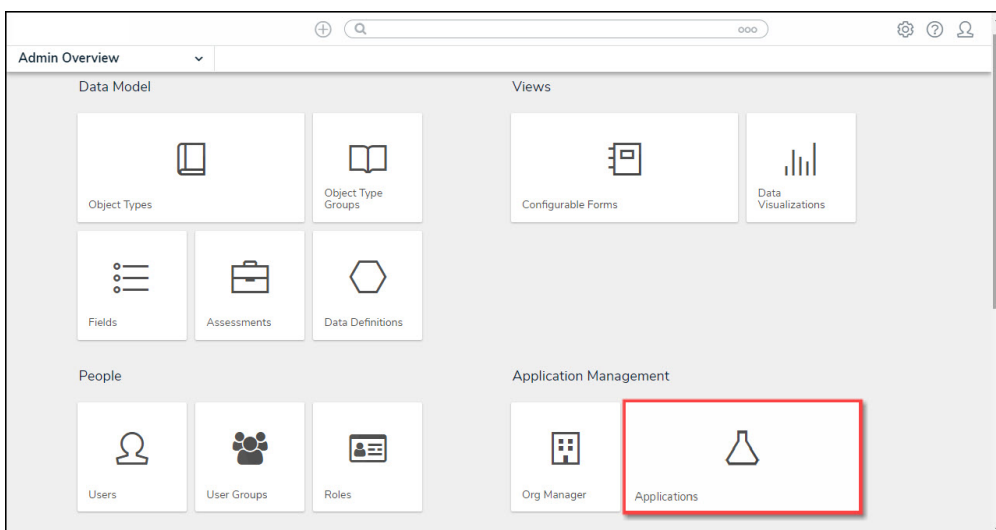 Admin Overview
Data Model
Views
Object Types
Object Type
Groups
Configurable Forms
Data
Visualizations
Fields
Assessments
Data Definitions
People
Application Management
Users
User Groups
Roles
Org Manager
Applications